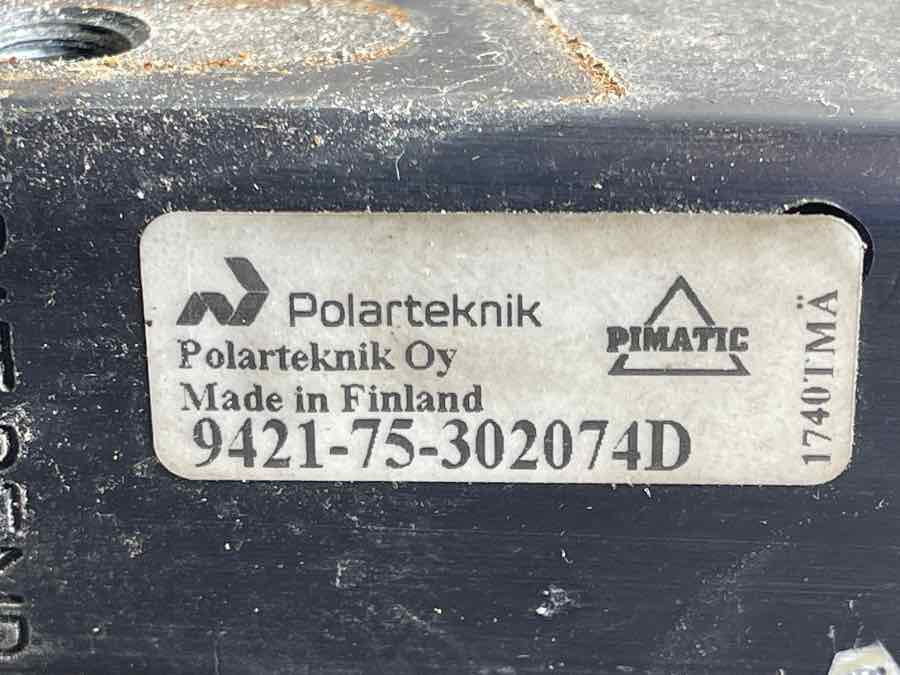 Polarteknik
PIMATIC
Polarteknik Oy
Made in Finland
9421-75-302074D
1740TMÄ